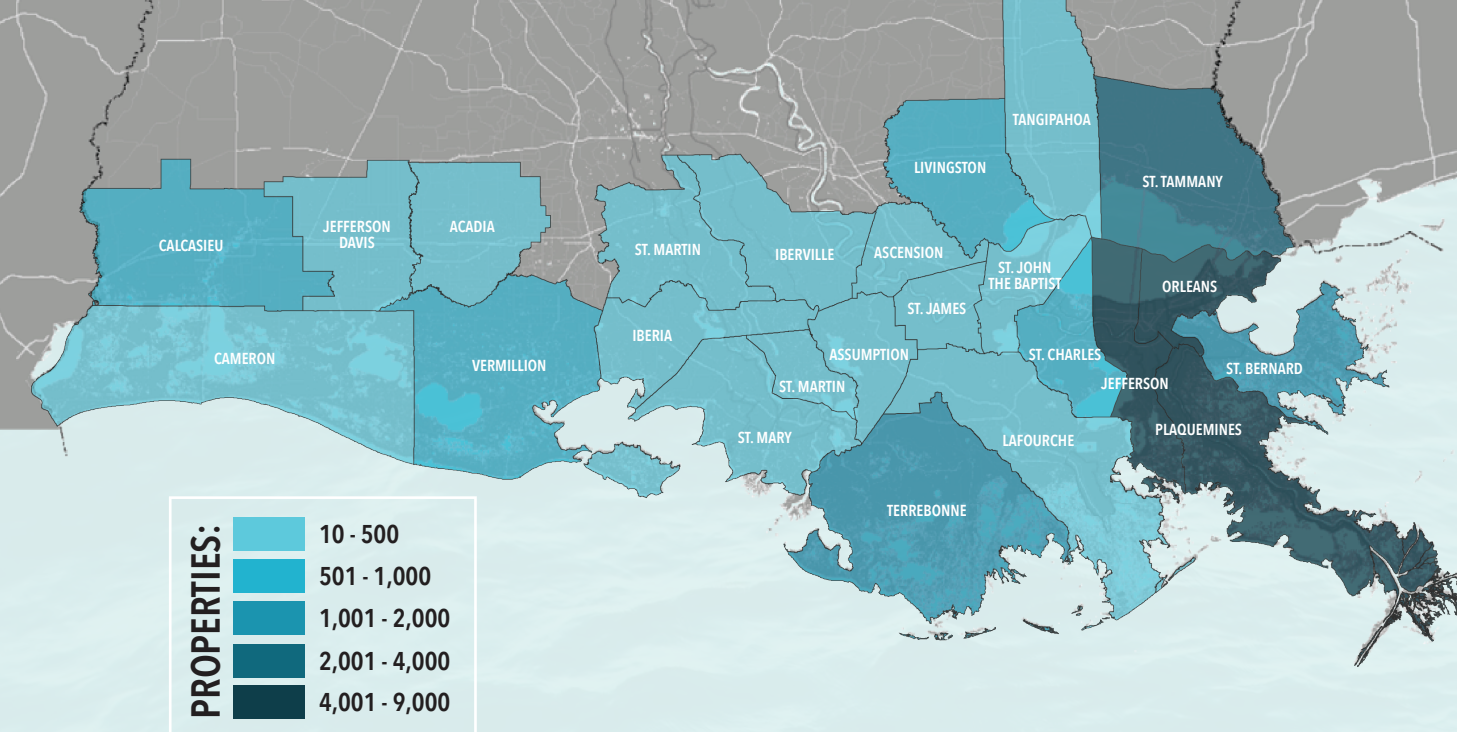 TANGIPAHOA
LIVINGSTON
ST. TAMMANY
CALCASIEU
JEFFERSON
DAVIS
ACADIA
ST. MARTIN
IBERVILLE
ASCENSION
ST. JOHN
THE BAPTIST
ORLEANS
ST. JAMES
IBERIA
CAMERON
VERMILLION
ASSUMPTION
ST. CHARLES
ST. BERNARD
ST. MARTIN
JEFFERSON
ST. MARY
LAFOURCHE
PLAQUEMINES
TERREBONNE
PROPERTIES:
10 - 500
501 - 1,000
1,001 - 2,000
2,001 - 4,000
4,001 - 9,000